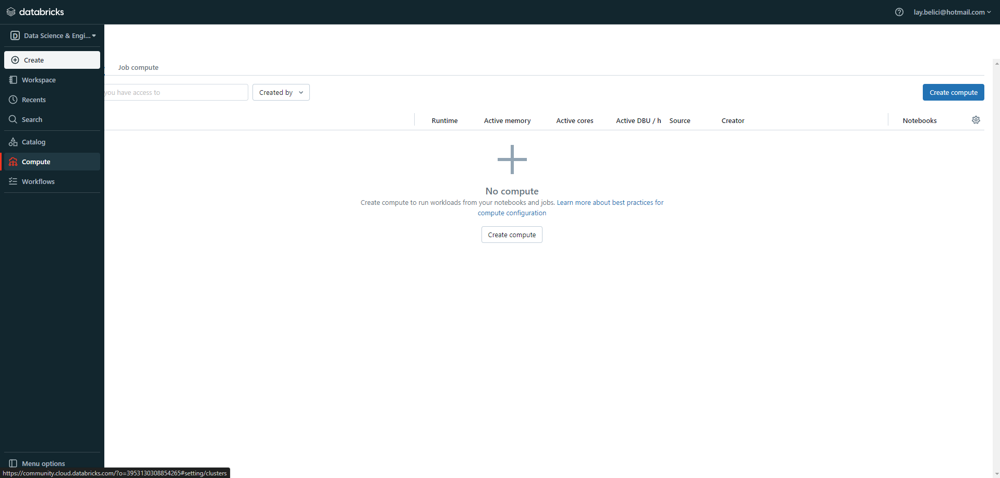 databricks
lay.belici@hotmail.com
Data Science & Engi...
Create
Workspace
Recents
Search
Catalog
Compute
Workflows
Menu options
https://community.cloud.databricks.com/?o=3953130308854265#setting/clusters
Job compute
you have access to
Created by
Create compute
Runtime Active memory Active cores Active DBU / h Source Creator Notebooks
No compute
Create compute to run workloads from your notebooks and jobs. Learn more about best practices for
compute configuration
Create compute